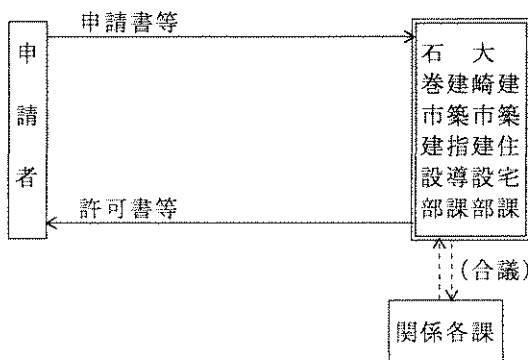 申請書等
申請者
石巻市建設部
建築指導課
大崎市建設部
建築住宅課
許可書等
(合議)
関係各課